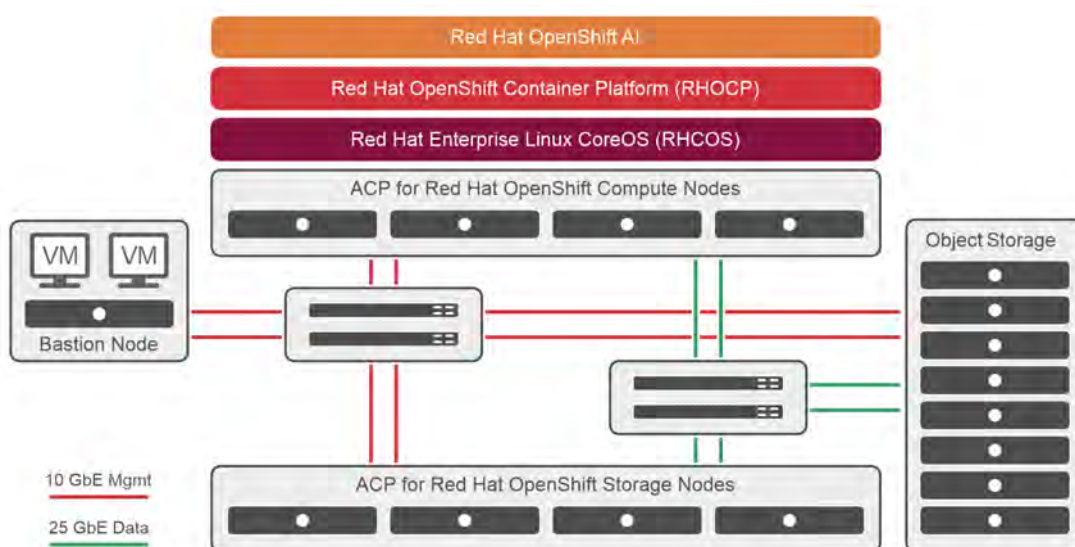 Red Hat OpenShift AI
Red Hat OpenShift Container Platform (RHOCP)
Red Hat Enterprise Linux CoreOS (RHCOS)
ACP for Red Hat OpenShift Compute Nodes
VM VM
Bastion Node
Object Storage
ACP for Red Hat OpenShift Storage Nodes
10 GbE Mgmt
25 GbE Data